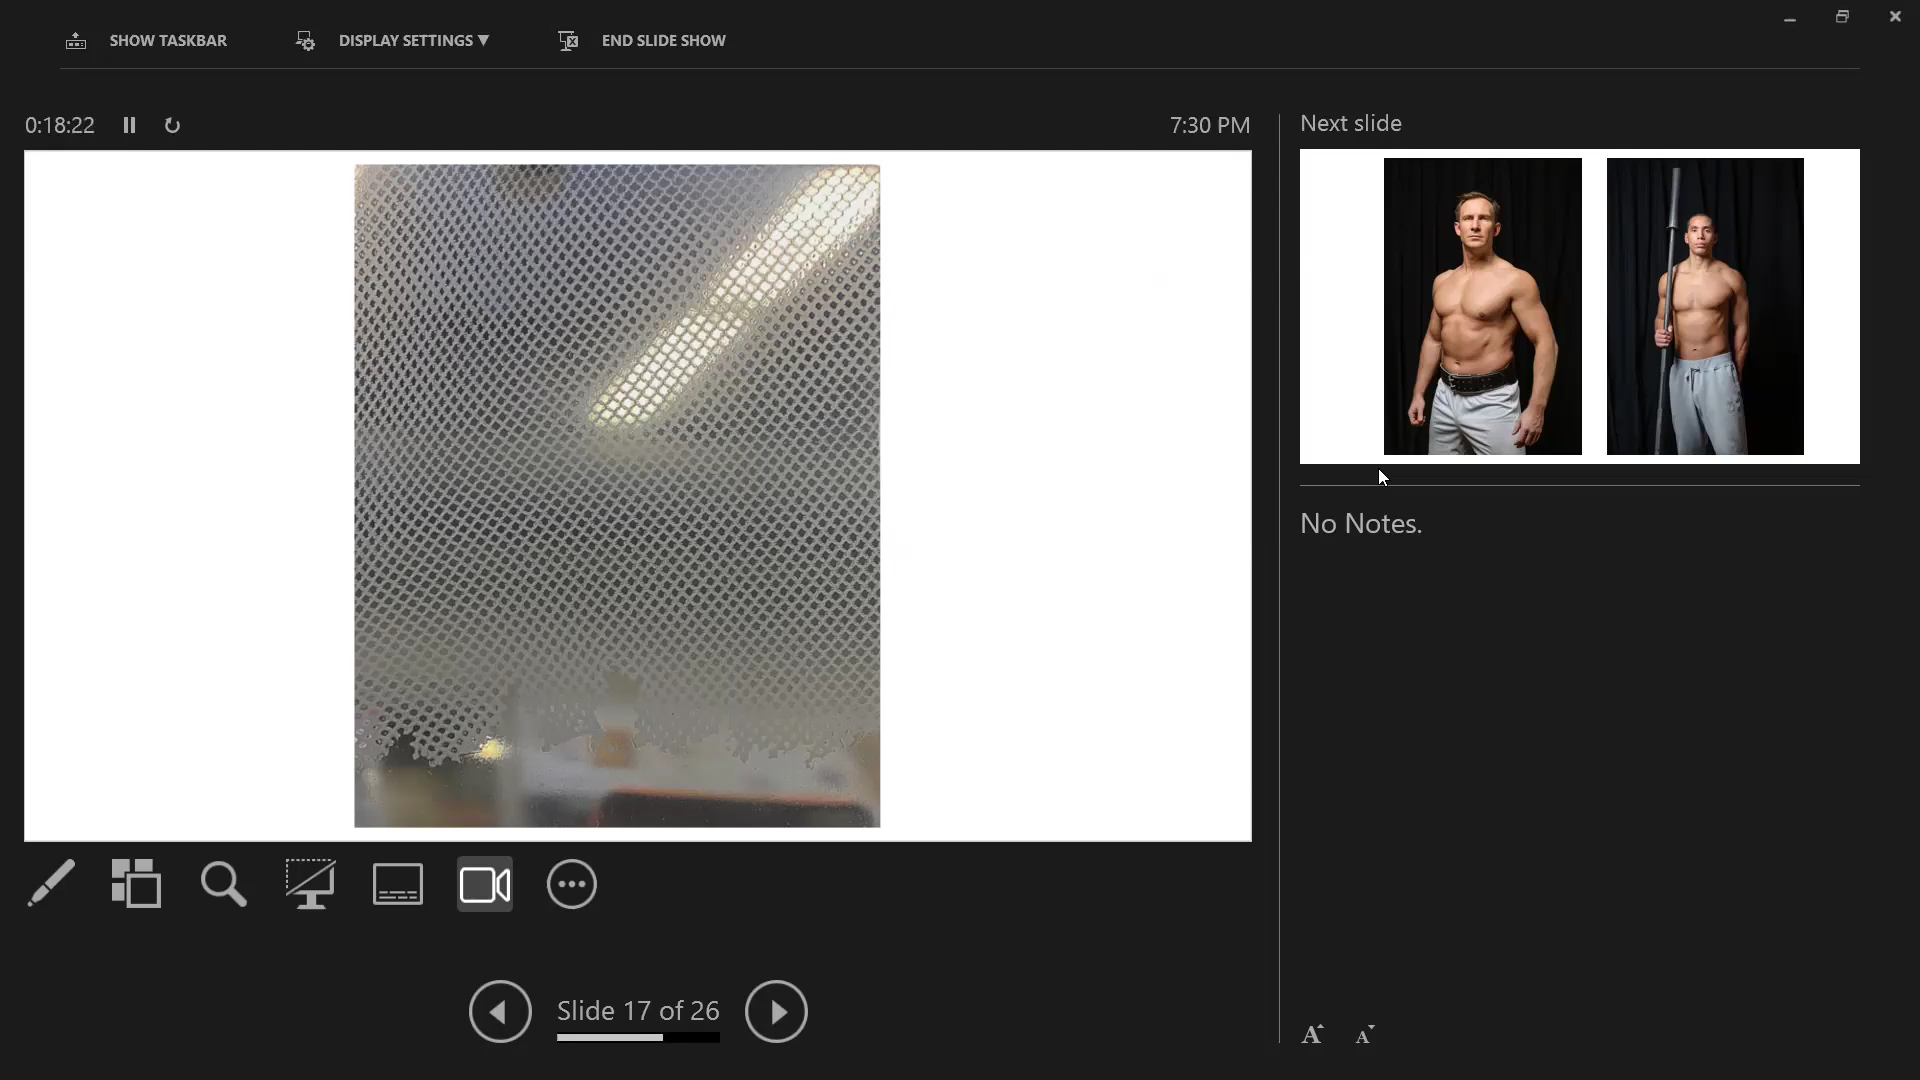 SHOW TASKBAR
DISPLAY SETTINGS ▼
END SLIDE SHOW
0:18:22
7:30 PM
Next slide
No Notes.
Slide 17 of 26
A
A